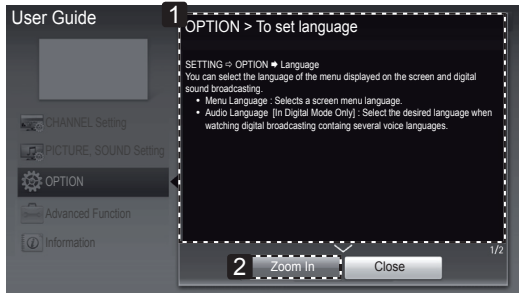 User Guide
1
OPTION > To set language
SETTING ⇨ OPTION ➡ Language
You can select the language of the menu displayed on the screen and digital
sound broadcasting.
• Menu Language : Selects a screen menu language.
• Audio Language [In Digital Mode Only] : Select the desired language when
watching digital broadcasting containg several voice languages.
CHANNEL Setting
PICTURE, SOUND Setting
OPTION
Advanced Function
Information
1/2
2
Zoom In
Close